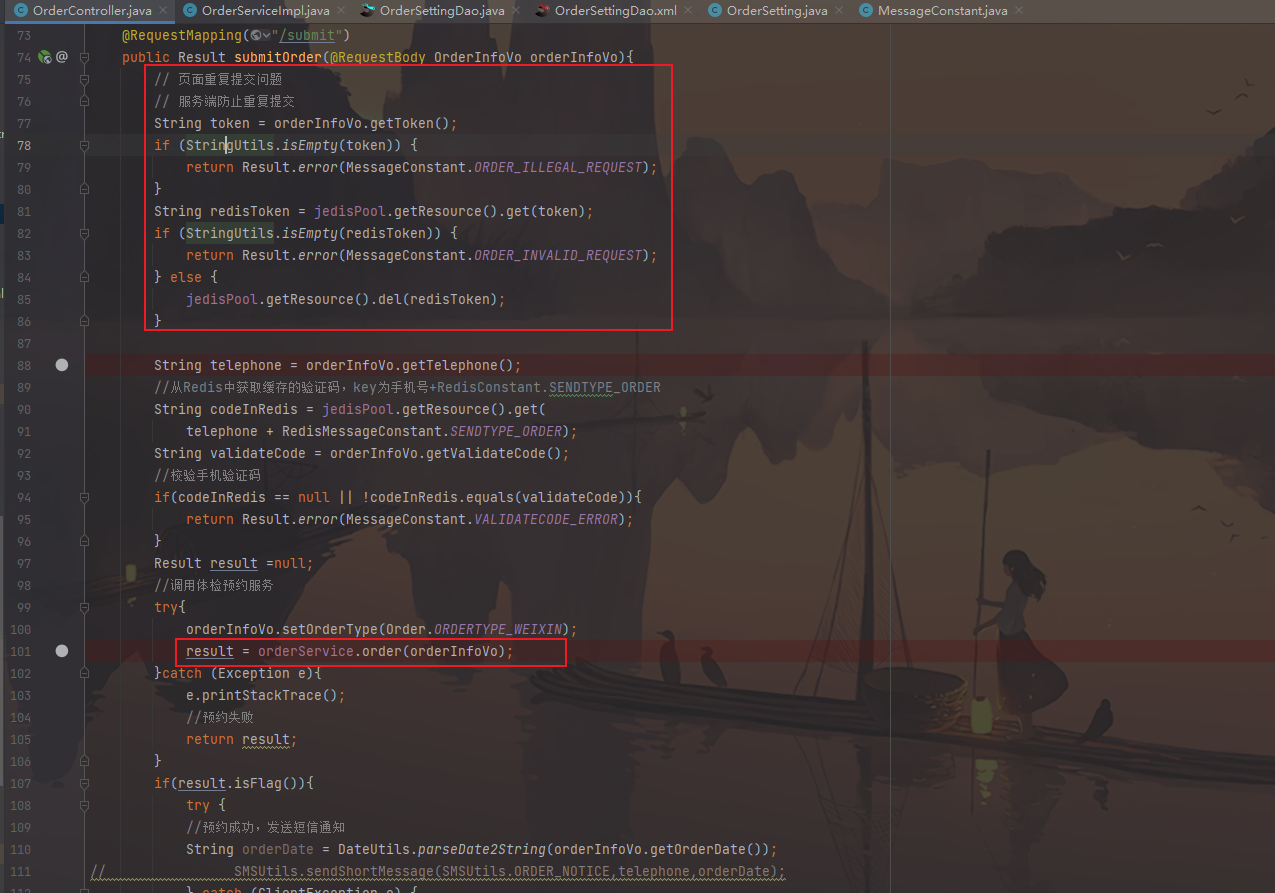 OrderController.java × OrderServiceImpl.java × OrderSettingDao.java × OrderSettingDao.xml × OrderSetting.java × MessageConstant.java ×
73 @RequestMapping("/submit")
74 public Result submitOrder(@RequestBody OrderInfoVo orderInfoVo){
75 // 页面重复提交问题
76 // 服务端防止重复提交
77 String token = orderInfoVo.getToken();
78 if (StringUtils.isEmpty(token)) {
79 return Result.error(MessageConstant.ORDER_ILLEGAL_REQUEST);
80 }
81 String redisToken = jedisPool.getResource().get(token);
82 if (StringUtils.isEmpty(redisToken)) {
83 return Result.error(MessageConstant.ORDER_INVALID_REQUEST);
84 } else {
85 jedisPool.getResource().del(redisToken);
86 }
87
88 String telephone = orderInfoVo.getTelephone();
89 //从Redis中获取缓存的验证码，key为手机号+RedisConstant.SENDTYPE_ORDER
90 String codeInRedis = jedisPool.getResource().get(
91 telephone + RedisMessageConstant.SENDTYPE_ORDER);
92 String validateCode = orderInfoVo.getValidateCode();
93 //校验手机验证码
94 if(codeInRedis == null || !codeInRedis.equals(validateCode)){
95 return Result.error(MessageConstant.VALIDATECODE_ERROR);
96 }
97 Result result =null;
98 //调用体检预约服务
99 try{
100 orderInfoVo.setOrderType(Order.ORDERTYPE_WEIXIN);
101 result = orderService.order(orderInfoVo);
102 }catch (Exception e){
103 e.printStackTrace();
104 //预约失败
105 return result;
106 }
107 if(result.isFlag()){
108 try {
109 //预约成功，发送短信通知
110 String orderDate = DateUtils.parseDate2String(orderInfoVo.getOrderDate());
111 // SMSUtils.sendShortMessage(SMSUtils.ORDER_NOTICE,telephone,orderDate);
112 } catch (ClientException e) {